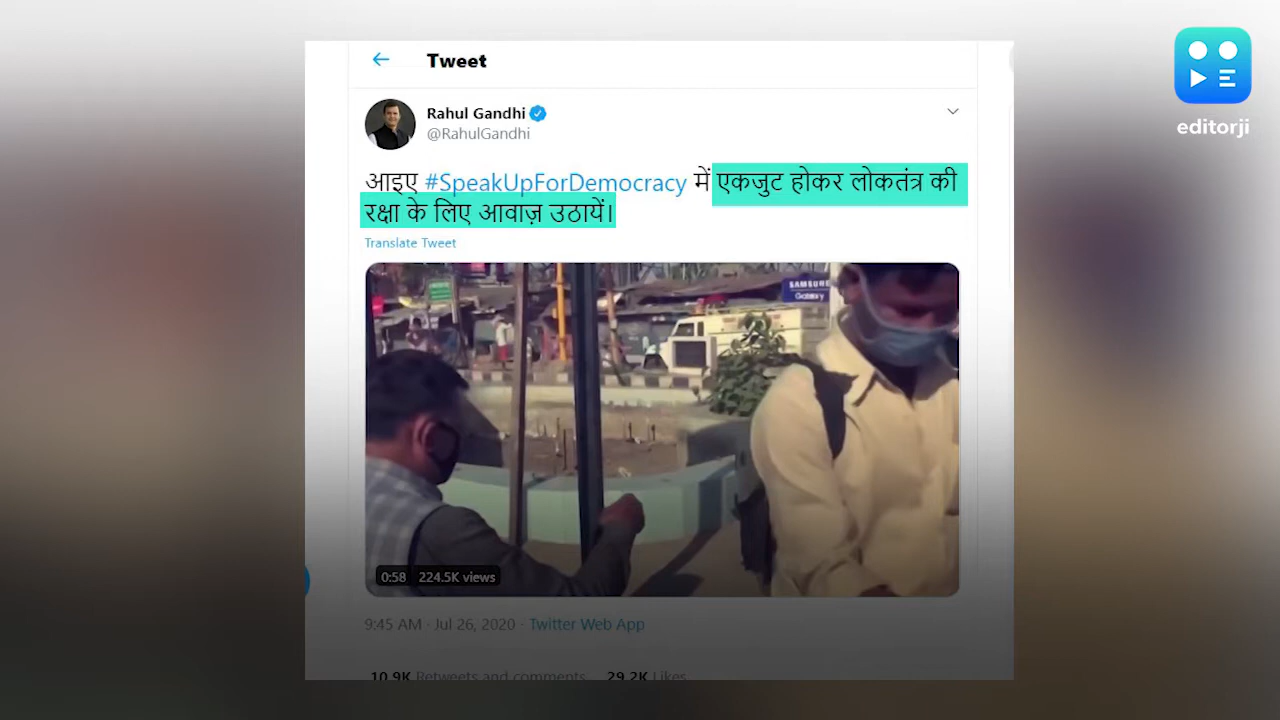 Tweet
Rahul Gandhi
@RahulGandhi
आइए #SpeakUpForDemocracy में एकजुट होकर लोकतंत्र की
रक्षा के लिए आवाज़ उठायें।
Translate Tweet
SAMSUNG
Galaxy
0:58 224.5K views
9:45 AM · Jul 26, 2020 · Twitter Web App
10.9K Retweets and comments 29.2K Likes
editorji